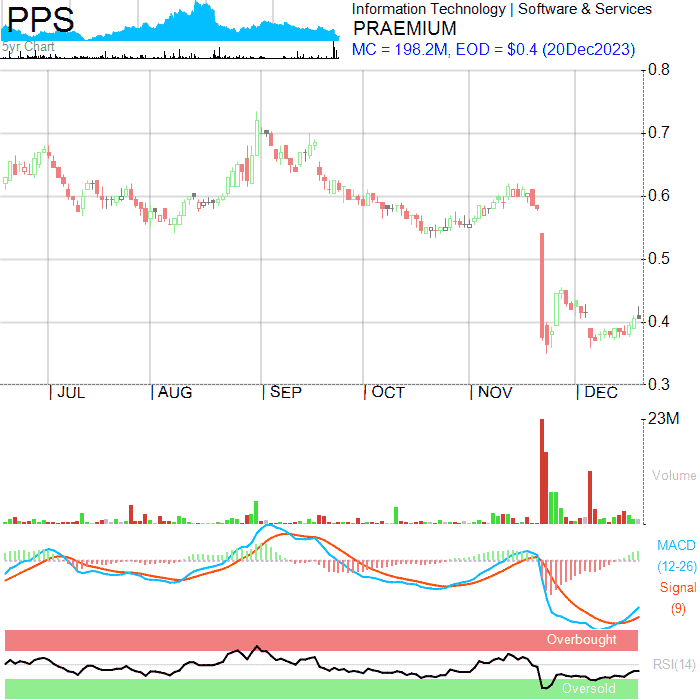 PPS
5yr Chart
Information Technology | Software & Services
PRAEMIUM
MC = 198.2M, EOD = $0.4 (20Dec2023)
0.8
0.7
0.6
0.5
0.4
0.3
JUL AUG SEP OCT NOV DEC
23M
Volume
MACD
(12-26)
Signal
(9)
Overbought
RSI(14)
Oversold